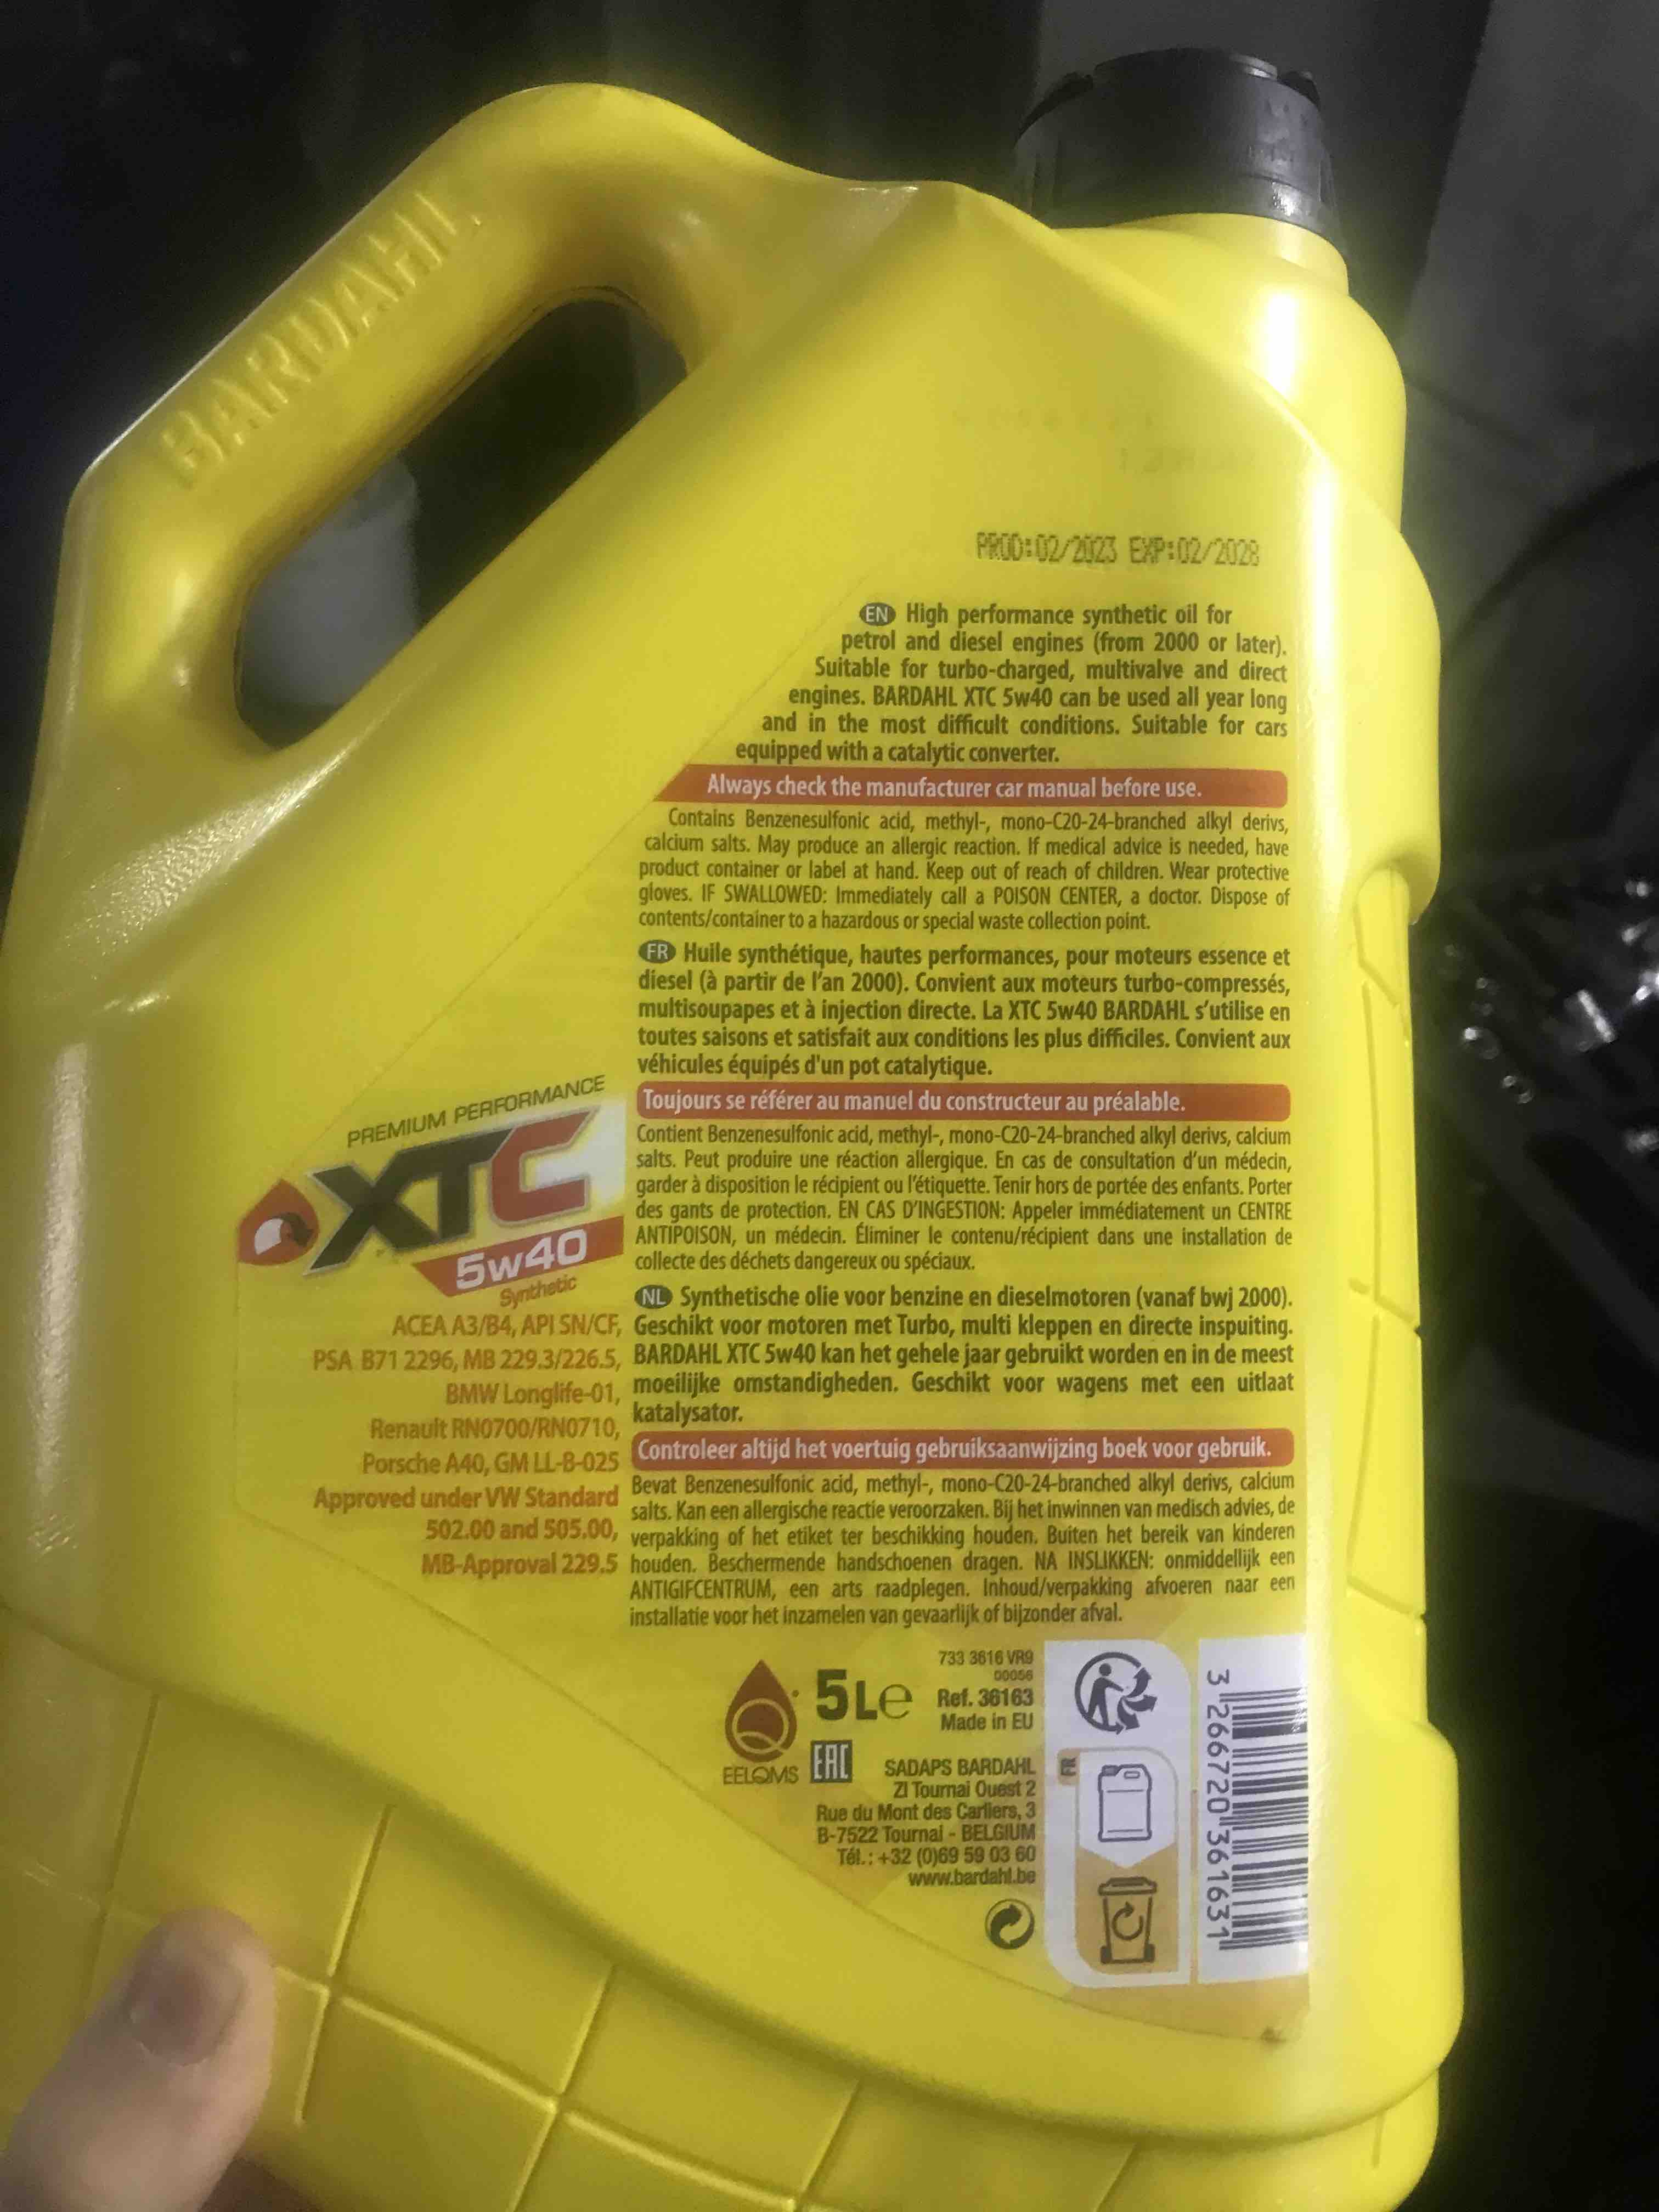 BARDAHL
PROD:02/2023 EXP:02/2028
EN High performance synthetic oil for
petrol and diesel engines (from 2000 or later).
Suitable for turbo-charged, multivalve and direct
engines. BARDAHL XTC 5w40 can be used all year long
and in the most difficult conditions. Suitable for cars
equipped with a catalytic converter.
Always check the manufacturer car manual before use.
Contains Benzenesulfonic acid, methyl-, mono-C20-24-branched alkyl derivs,
calcium salts. May produce an allergic reaction. If medical advice is needed, have
product container or label at hand. Keep out of reach of children. Wear protective
gloves. IF SWALLOWED: Immediately call a POISON CENTER, a doctor. Dispose of
contents/container to a hazardous or special waste collection point.
FR Huile synthétique, hautes performances, pour moteurs essence et
diesel (à partir de l'an 2000). Convient aux moteurs turbo-compressés,
multisoupapes et à injection directe. La XTC 5w40 BARDAHL s'utilise en
toutes saisons et satisfait aux conditions les plus difficiles. Convient aux
véhicules équipés d'un pot catalytique.
Toujours se référer au manuel du constructeur au préalable.
Contient Benzenesulfonic acid, methyl-, mono-C20-24-branched alkyl derivs, calcium
salts. Peut produire une réaction allergique. En cas de consultation d'un médecin,
garder à disposition le récipient ou l'étiquette. Tenir hors de portée des enfants. Porter
des gants de protection. EN CAS D'INGESTION: Appeler immédiatement un CENTRE
ANTIPOISON, un médecin. Éliminer le contenu/récipient dans une installation de
collecte des déchets dangereux ou spéciaux.
NL Synthetische olie voor benzine en dieselmotoren (vanaf bwj 2000).
Geschikt voor motoren met Turbo, multi kleppen en directe inspuiting.
BARDAHL XTC 5w40 kan het gehele jaar gebruikt worden en in de meest
moeilijke omstandigheden. Geschikt voor wagens met een uitlaat
katalysator.
Controleer altijd het voertuig gebruiksaanwijzing boek voor gebruik.
Bevat Benzenesulfonic acid, methyl-, mono-C20-24-branched alkyl derivs, calcium
salts. Kan een allergische reactie veroorzaken. Bij het inwinnen van medisch advies, de
verpakking of het etiket ter beschikking houden. Buiten het bereik van kinderen
houden. Beschermende handschoenen dragen. NA INSLIKKEN: onmiddellijk een
ANTIGIFCENTRUM, een arts raadplegen. Inhoud/verpakking afvoeren naar een
installatie voor het inzamelen van gevaarlijk of bijzonder afval.
PREMIUM PERFORMANCE
XTC
5w40
Synthetic
ACEA A3/B4, API SN/CF,
PSA B71 2296, MB 229.3/226.5,
BMW Longlife-01,
Renault RN0700/RN0710,
Porsche A40, GM LL-B-025
Approved under VW Standard
502.00 and 505.00,
MB-Approval 229.5
EELQMS
EAC
5Le
733 3616 VR9
00056
Ref. 36163
Made in EU
SADAPS BARDAHL
ZI Tournai Ouest 2
Rue du Mont des Carliers, 3
B-7522 Tournai - BELGIUM
Tél.: +32 (0)69 59 03 60
www.bardahl.be
FR
3 266720 361631